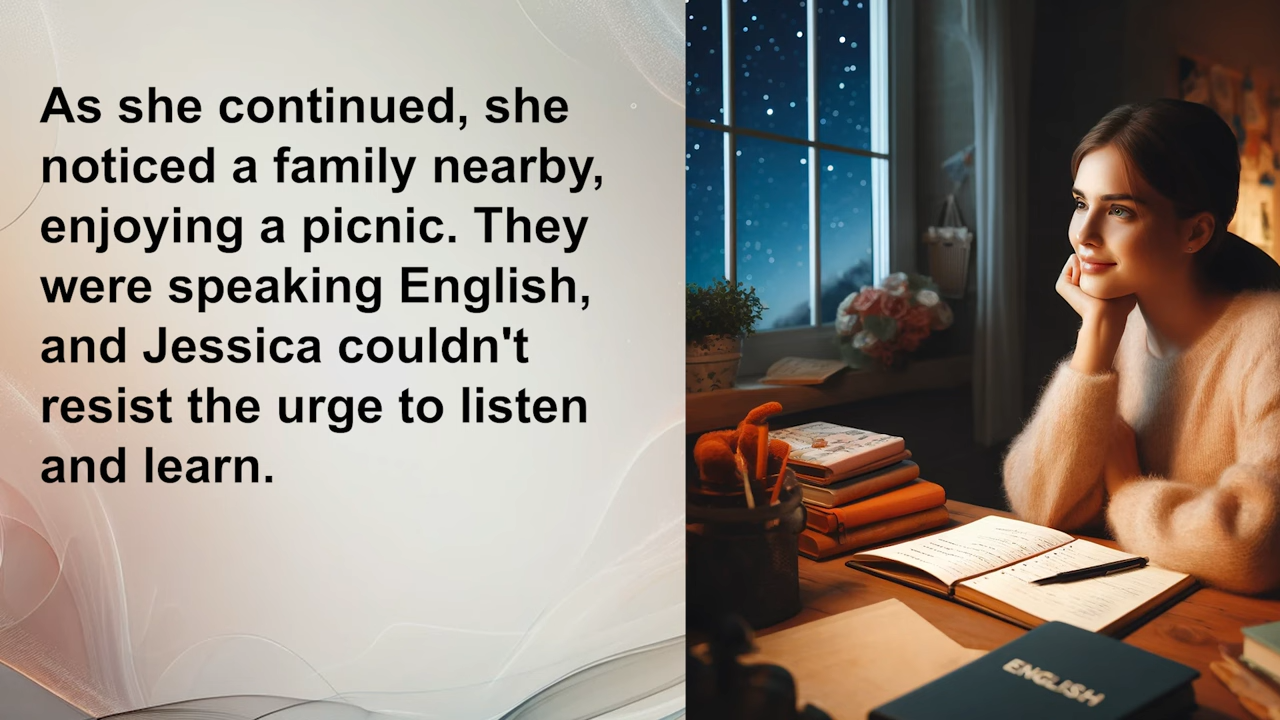 As she continued, she
noticed a family nearby,
enjoying a picnic. They
were speaking English,
and Jessica couldn't
resist the urge to listen
and learn.
ENGLISH